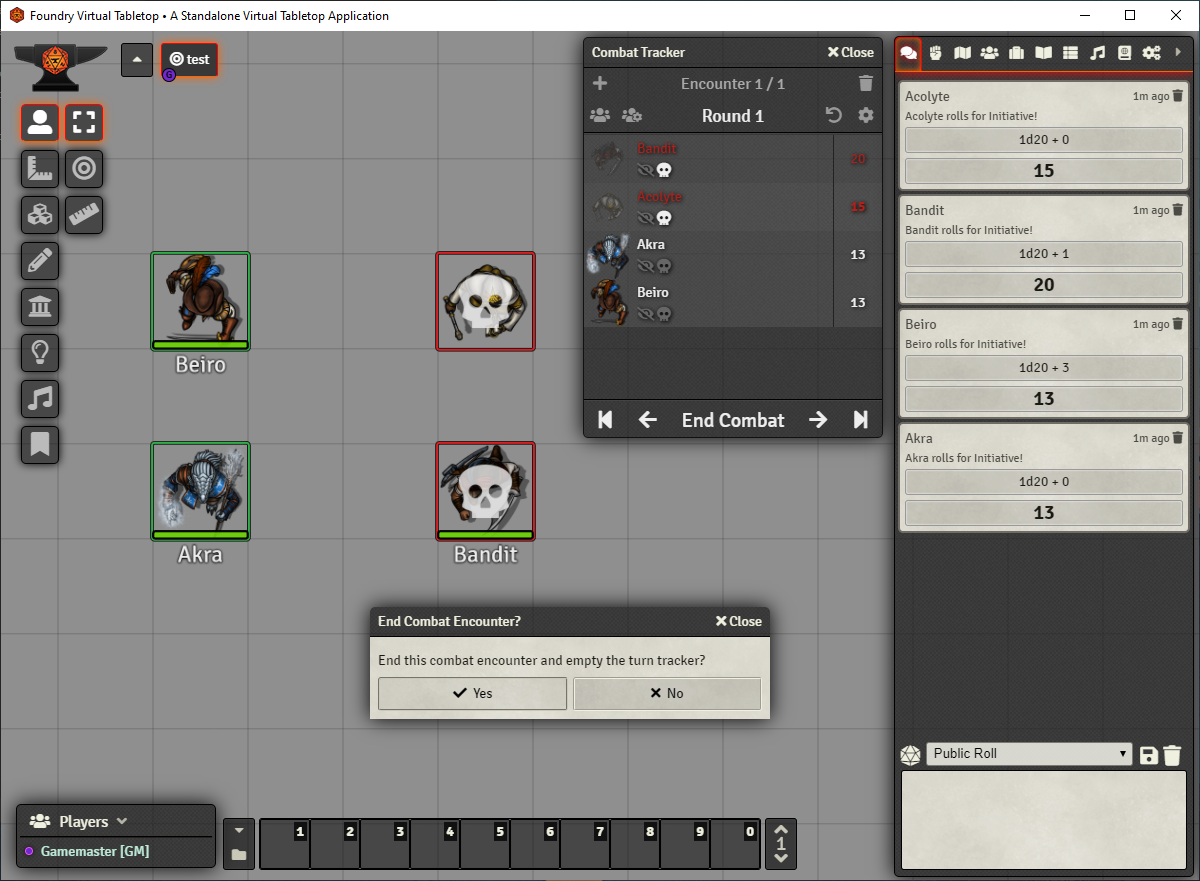 Foundry Virtual Tabletop • A Standalone Virtual Tabletop Application
test
G
Beiro
Akra
Bandit
Combat Tracker
Close
Encounter 1 / 1
Round 1
Bandit
20
Acolyte
15
Akra
13
Beiro
13
End Combat
End Combat Encounter?
Close
End this combat encounter and empty the turn tracker?
Yes
No
Acolyte
1m ago
Acolyte rolls for Initiative!
1d20 + 0
15
Bandit
1m ago
Bandit rolls for Initiative!
1d20 + 1
20
Beiro
1m ago
Beiro rolls for Initiative!
1d20 + 3
13
Akra
1m ago
Akra rolls for Initiative!
1d20 + 0
13
Public Roll
Players
Gamemaster [GM]
1 2 3 4 5 6 7 8 9 0
1